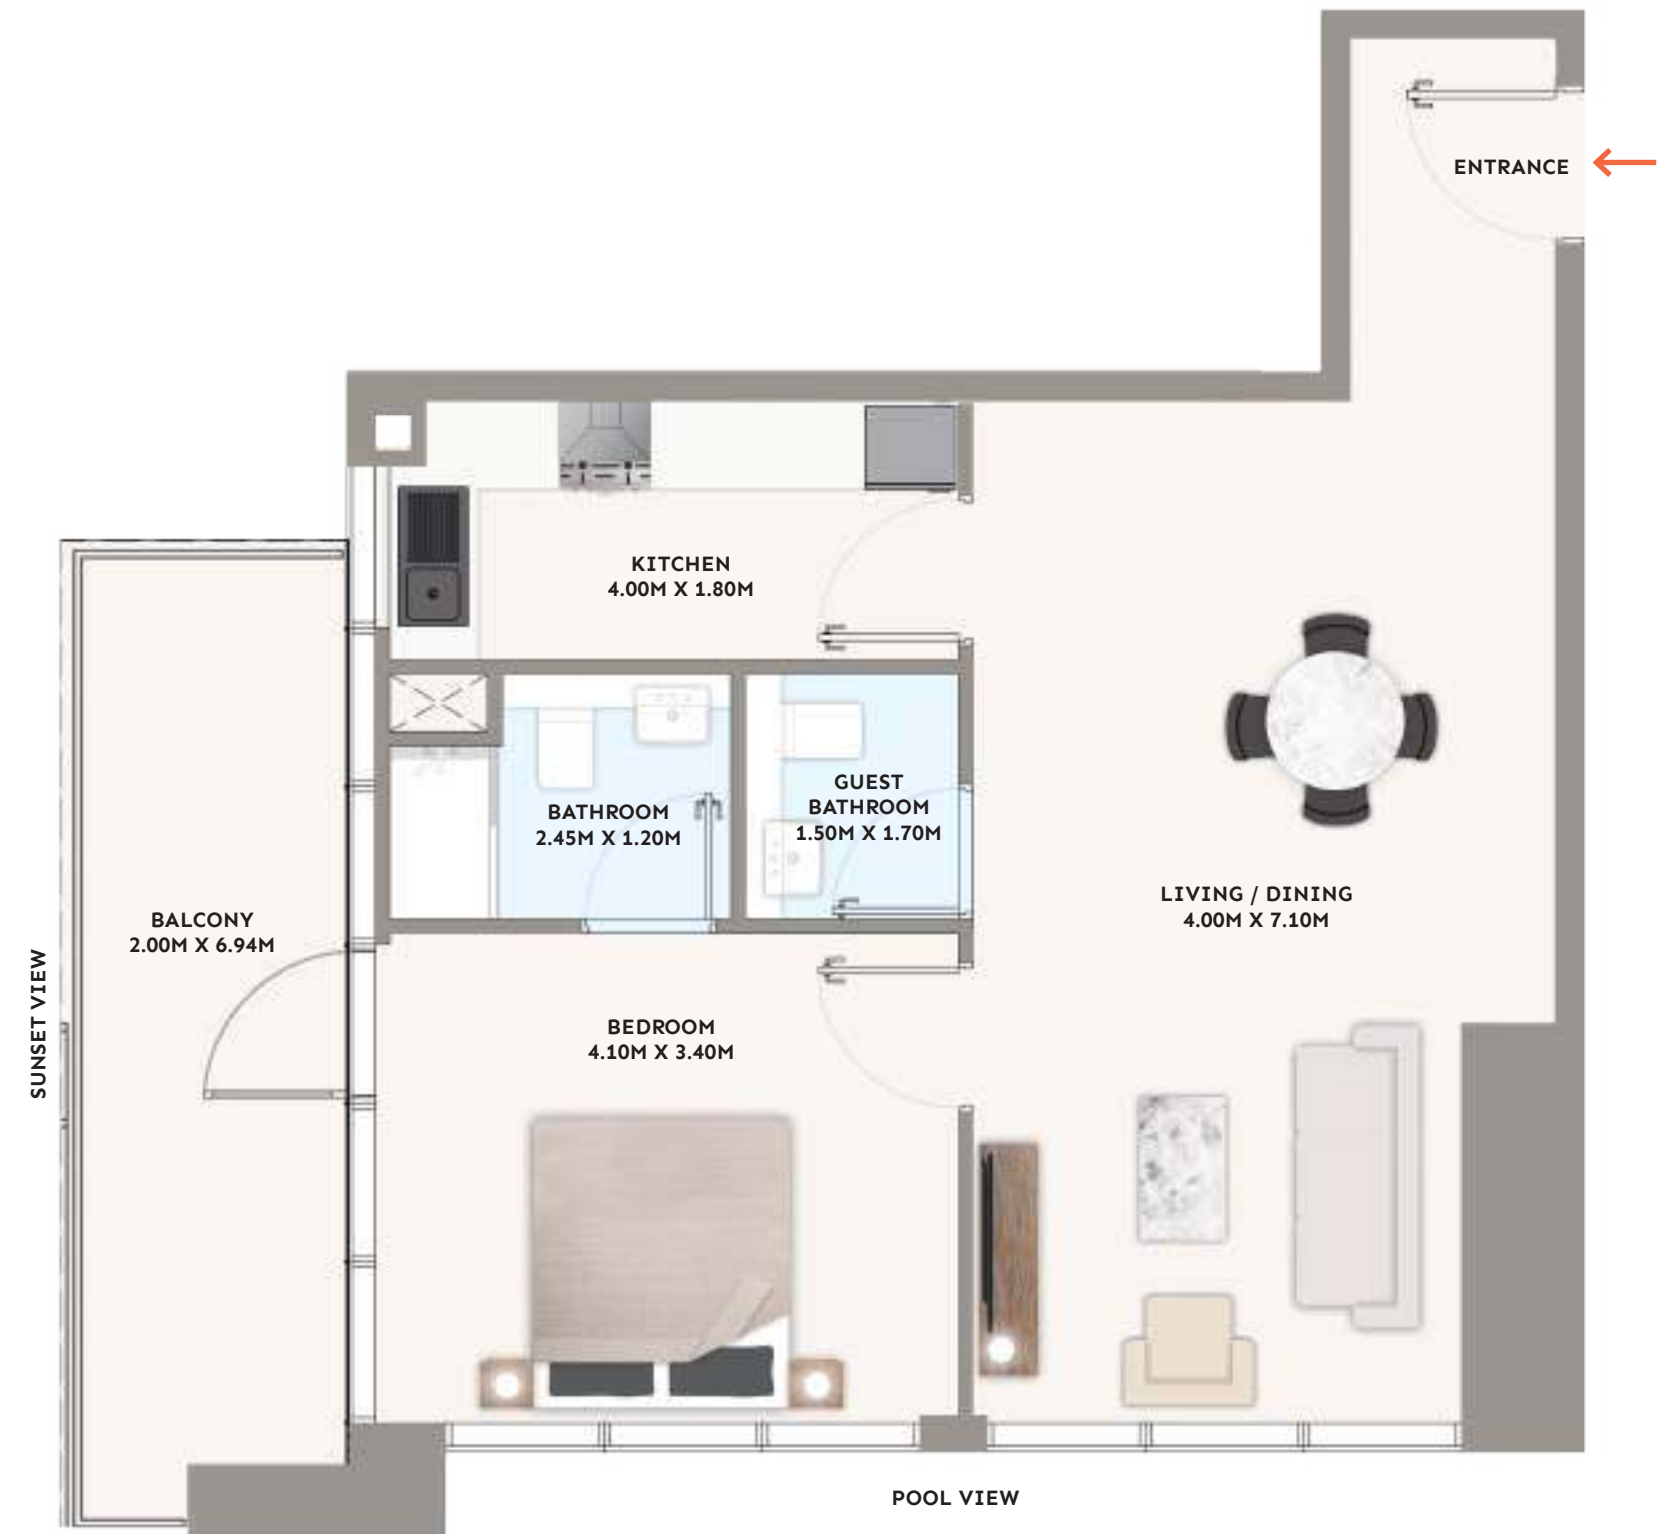 ENTRANCE
KITCHEN
4.00M X 1.80M
BATHROOM
2.45M X 1.20M
GUEST
BATHROOM
1.50M X 1.70M
LIVING / DINING
4.00M X 7.10M
BALCONY
2.00M X 6.94M
SUNSET VIEW
BEDROOM
4.10M X 3.40M
POOL VIEW